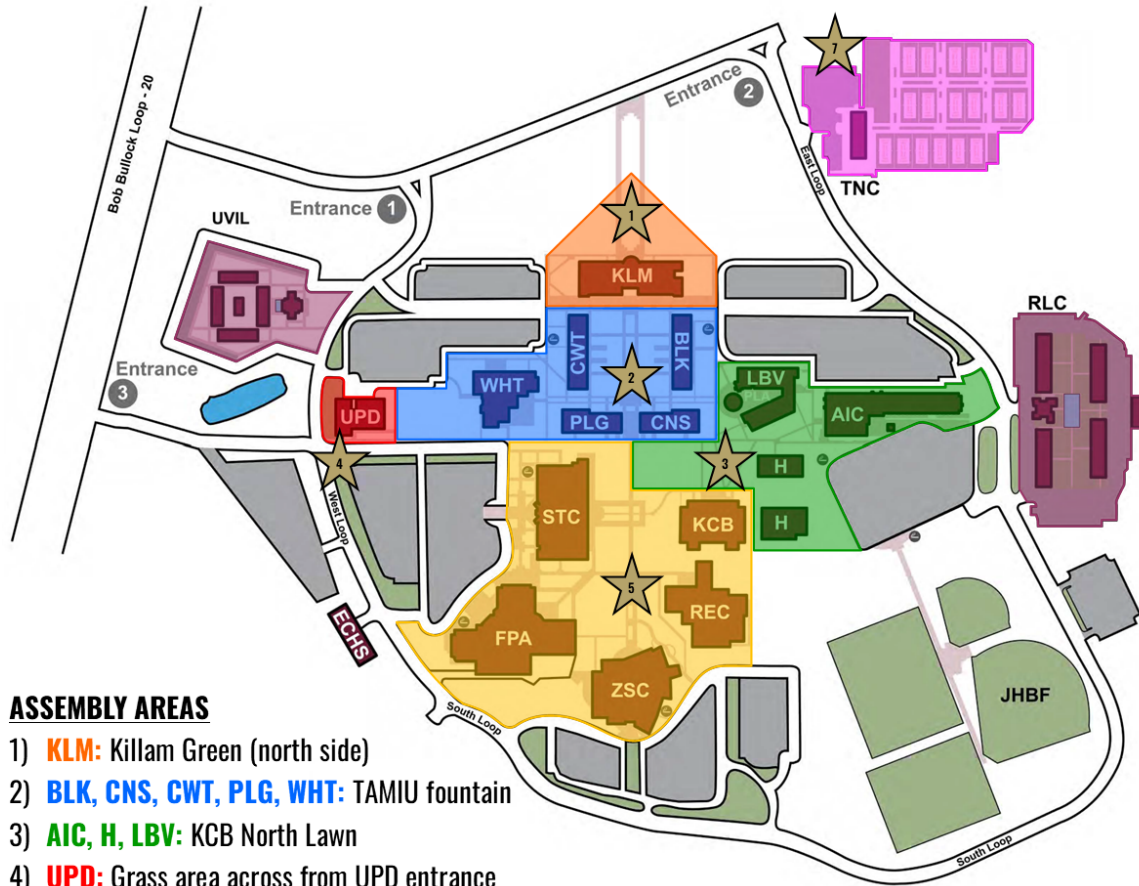 7
Entrance
2
Bob Bullock Loop - 20
East Loop
TNC
Entrance 1
UVIL
1
KLM
RLC
CWT
BLK
Entrance
3
WHT
2
LBV
PLA
AIC
UPD
PLG
CNS
4
3
H
West Loop
STC
KCB
H
5
ECHS
FPA
REC
ZSC
JHBF
South Loop
South Loop
ASSEMBLY AREAS
1) KLM: Killam Green (north side)
2) BLK, CNS, CWT, PLG, WHT: TAMIU fountain
3) AIC, H, LBV: KCB North Lawn
4) UPD: Grass area across from UPD entrance